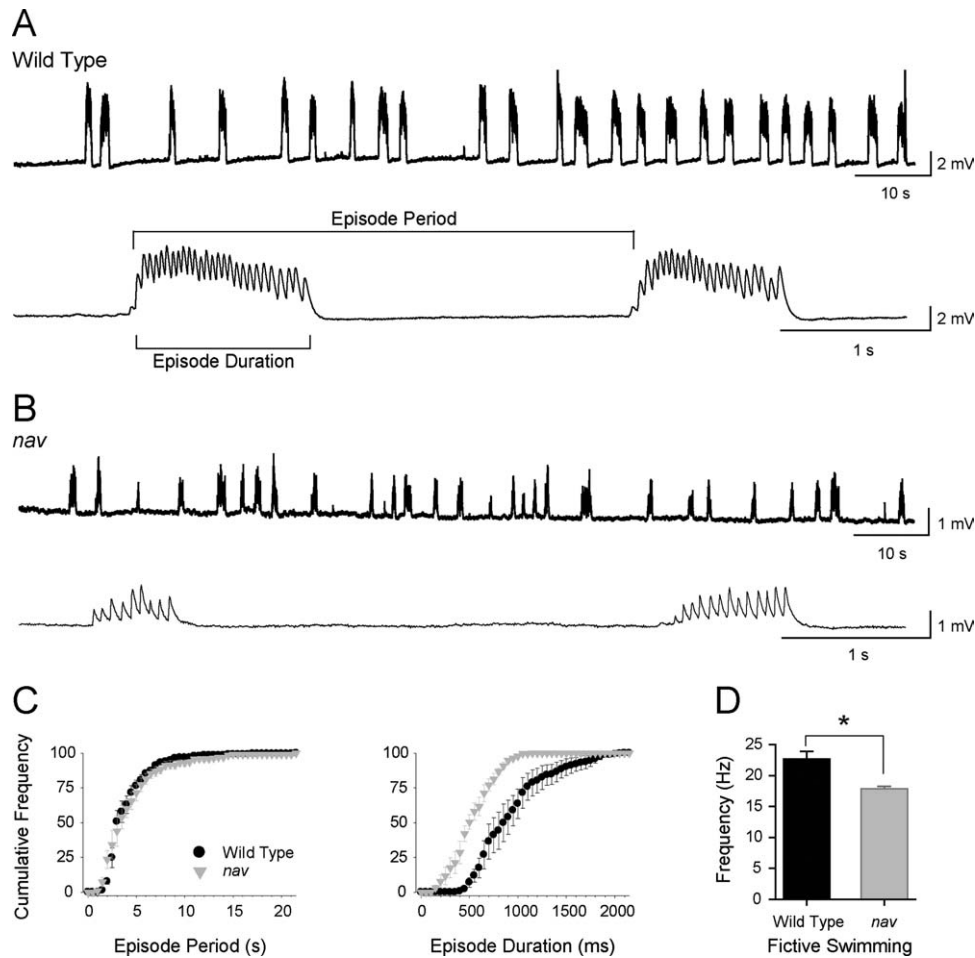 A
Wild Type
2 mV
10 s
Episode Period
2 mV
1 s
Episode Duration
B
nav
1 mV
10 s
1 mV
1 s
C
Cumulative Frequency
100
75
50
25
0
Wild Type
nav
0 5 10 15 20
Episode Period (s)
100
75
50
25
0
0 500 1000 1500 2000
Episode Duration (ms)
D
*
Frequency (Hz)
25
20
15
10
5
0
Wild Type nav
Fictive Swimming